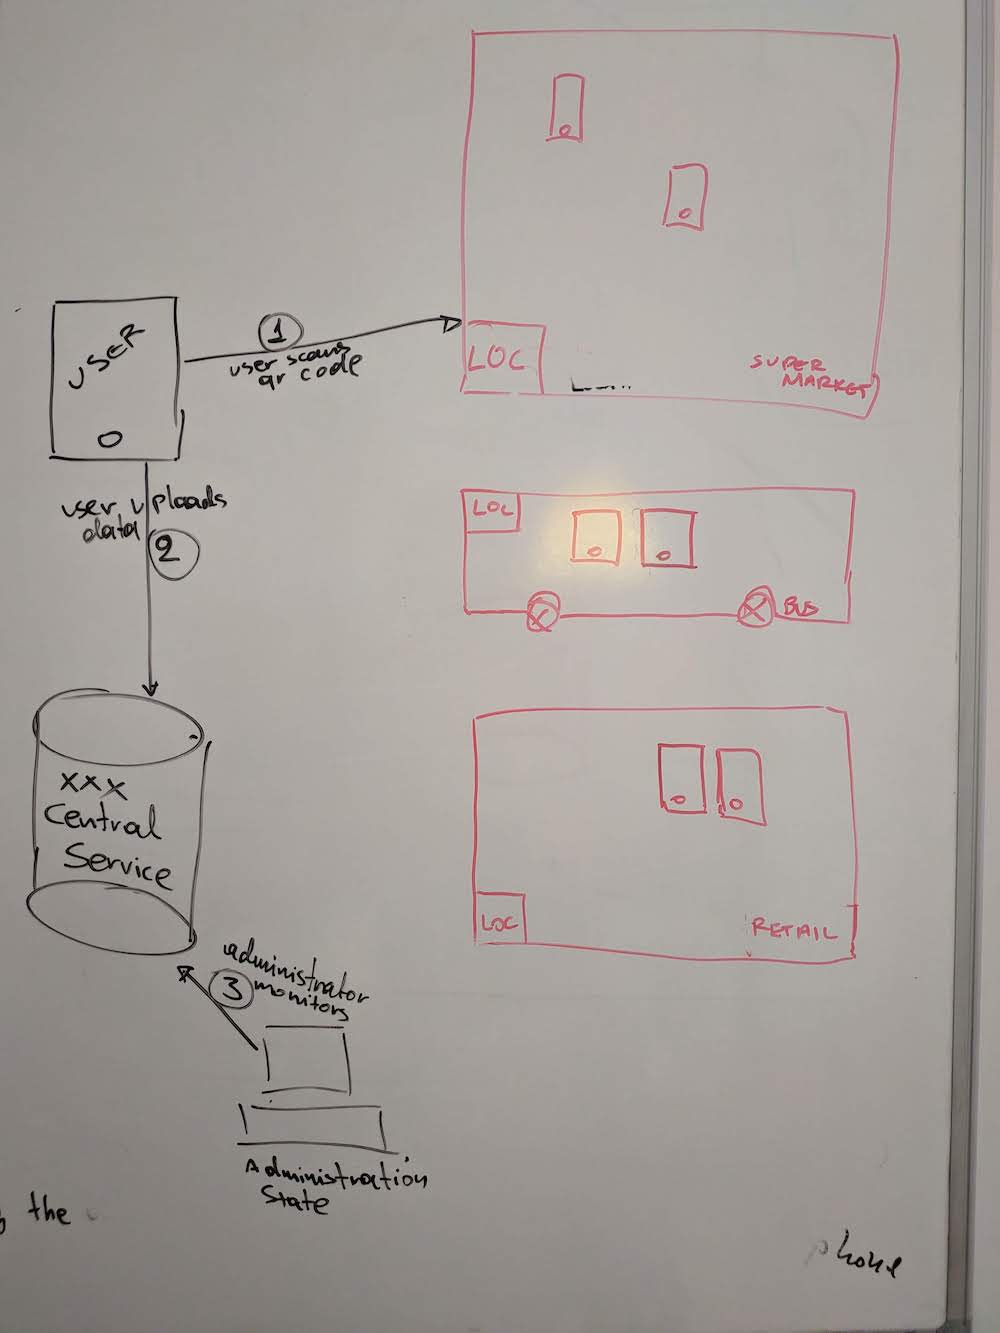 USER
1
user scans
qr code
LOC
SUPER
MARKET
user uploads
data
2
LOC
BUS
XXX
Central
Service
LOC
RETAIL
administrator
3 monitors
Administration
State
the
phone